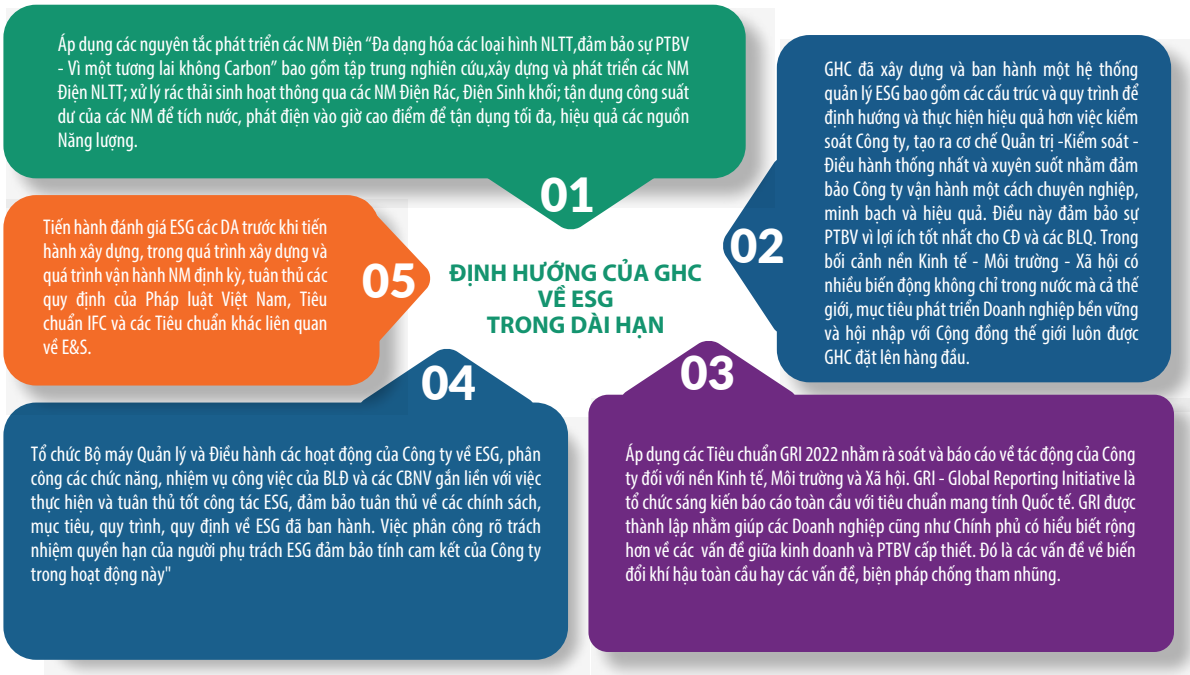 Áp dụng các nguyên tắc phát triển các NM Điện “Đa dạng hóa các loại hình NLTT,đảm bảo sự PTBV
- Vì một tương lai không Carbon” bao gồm tập trung nghiên cứu,xây dựng và phát triển các NM
Điện NLTT; xử lý rác thải sinh hoạt thông qua các NM Điện Rác, Điện Sinh khối; tận dụng công suất
dư của các NM để tích nước, phát điện vào giờ cao điểm để tận dụng tối đa, hiệu quả các nguồn
Năng lượng.
01
GHC đã xây dựng và ban hành một hệ thống
quản lý ESG bao gồm các cấu trúc và quy trình để
định hướng và thực hiện hiệu quả hơn việc kiểm
soát Công ty, tạo ra cơ chế Quản trị -Kiểm soát -
Điều hành thống nhất và xuyên suốt nhằm đảm
bảo Công ty vận hành một cách chuyên nghiệp,
minh bạch và hiệu quả. Điều này đảm bảo sự
PTBV vì lợi ích tốt nhất cho CĐ và các BLQ. Trong
bối cảnh nền Kinh tế - Môi trường - Xã hội có
nhiều biến động không chỉ trong nước mà cả thế
giới, mục tiêu phát triển Doanh nghiệp bền vững
và hội nhập với Cộng đồng thế giới luôn được
GHC đặt lên hàng đầu.
02
ĐỊNH HƯỚNG CỦA GHC
VỀ ESG
TRONG DÀI HẠN
Tiến hành đánh giá ESG các DA trước khi tiến
hành xây dựng, trong quá trình xây dựng và
quá trình vận hành NM định kỳ, tuân thủ các
quy định của Pháp luật Việt Nam, Tiêu
chuẩn IFC và các Tiêu chuẩn khác liên quan
về E&S.
05
04
Tổ chức Bộ máy Quản lý và Điều hành các hoạt động của Công ty về ESG, phân
công các chức năng, nhiệm vụ công việc của BLĐ và các CBNV gắn liền với việc
thực hiện và tuân thủ tốt công tác ESG, đảm bảo tuân thủ về các chính sách,
mục tiêu, quy trình, quy định về ESG đã ban hành. Việc phân công rõ trách
nhiệm quyền hạn của người phụ trách ESG đảm bảo tính cam kết của Công ty
trong hoạt động này"
03
Áp dụng các Tiêu chuẩn GRI 2022 nhằm rà soát và báo cáo về tác động của Công
ty đối với nền Kinh tế, Môi trường và Xã hội. GRI - Global Reporting Initiative là
tổ chức sáng kiến báo cáo toàn cầu với tiêu chuẩn mang tính Quốc tế. GRI được
thành lập nhằm giúp các Doanh nghiệp cũng như Chính phủ có hiểu biết rộng
hơn về các vấn đề giữa kinh doanh và PTBV cấp thiết. Đó là các vấn đề về biến
đổi khí hậu toàn cầu hay các vấn đề, biện pháp chống tham nhũng.